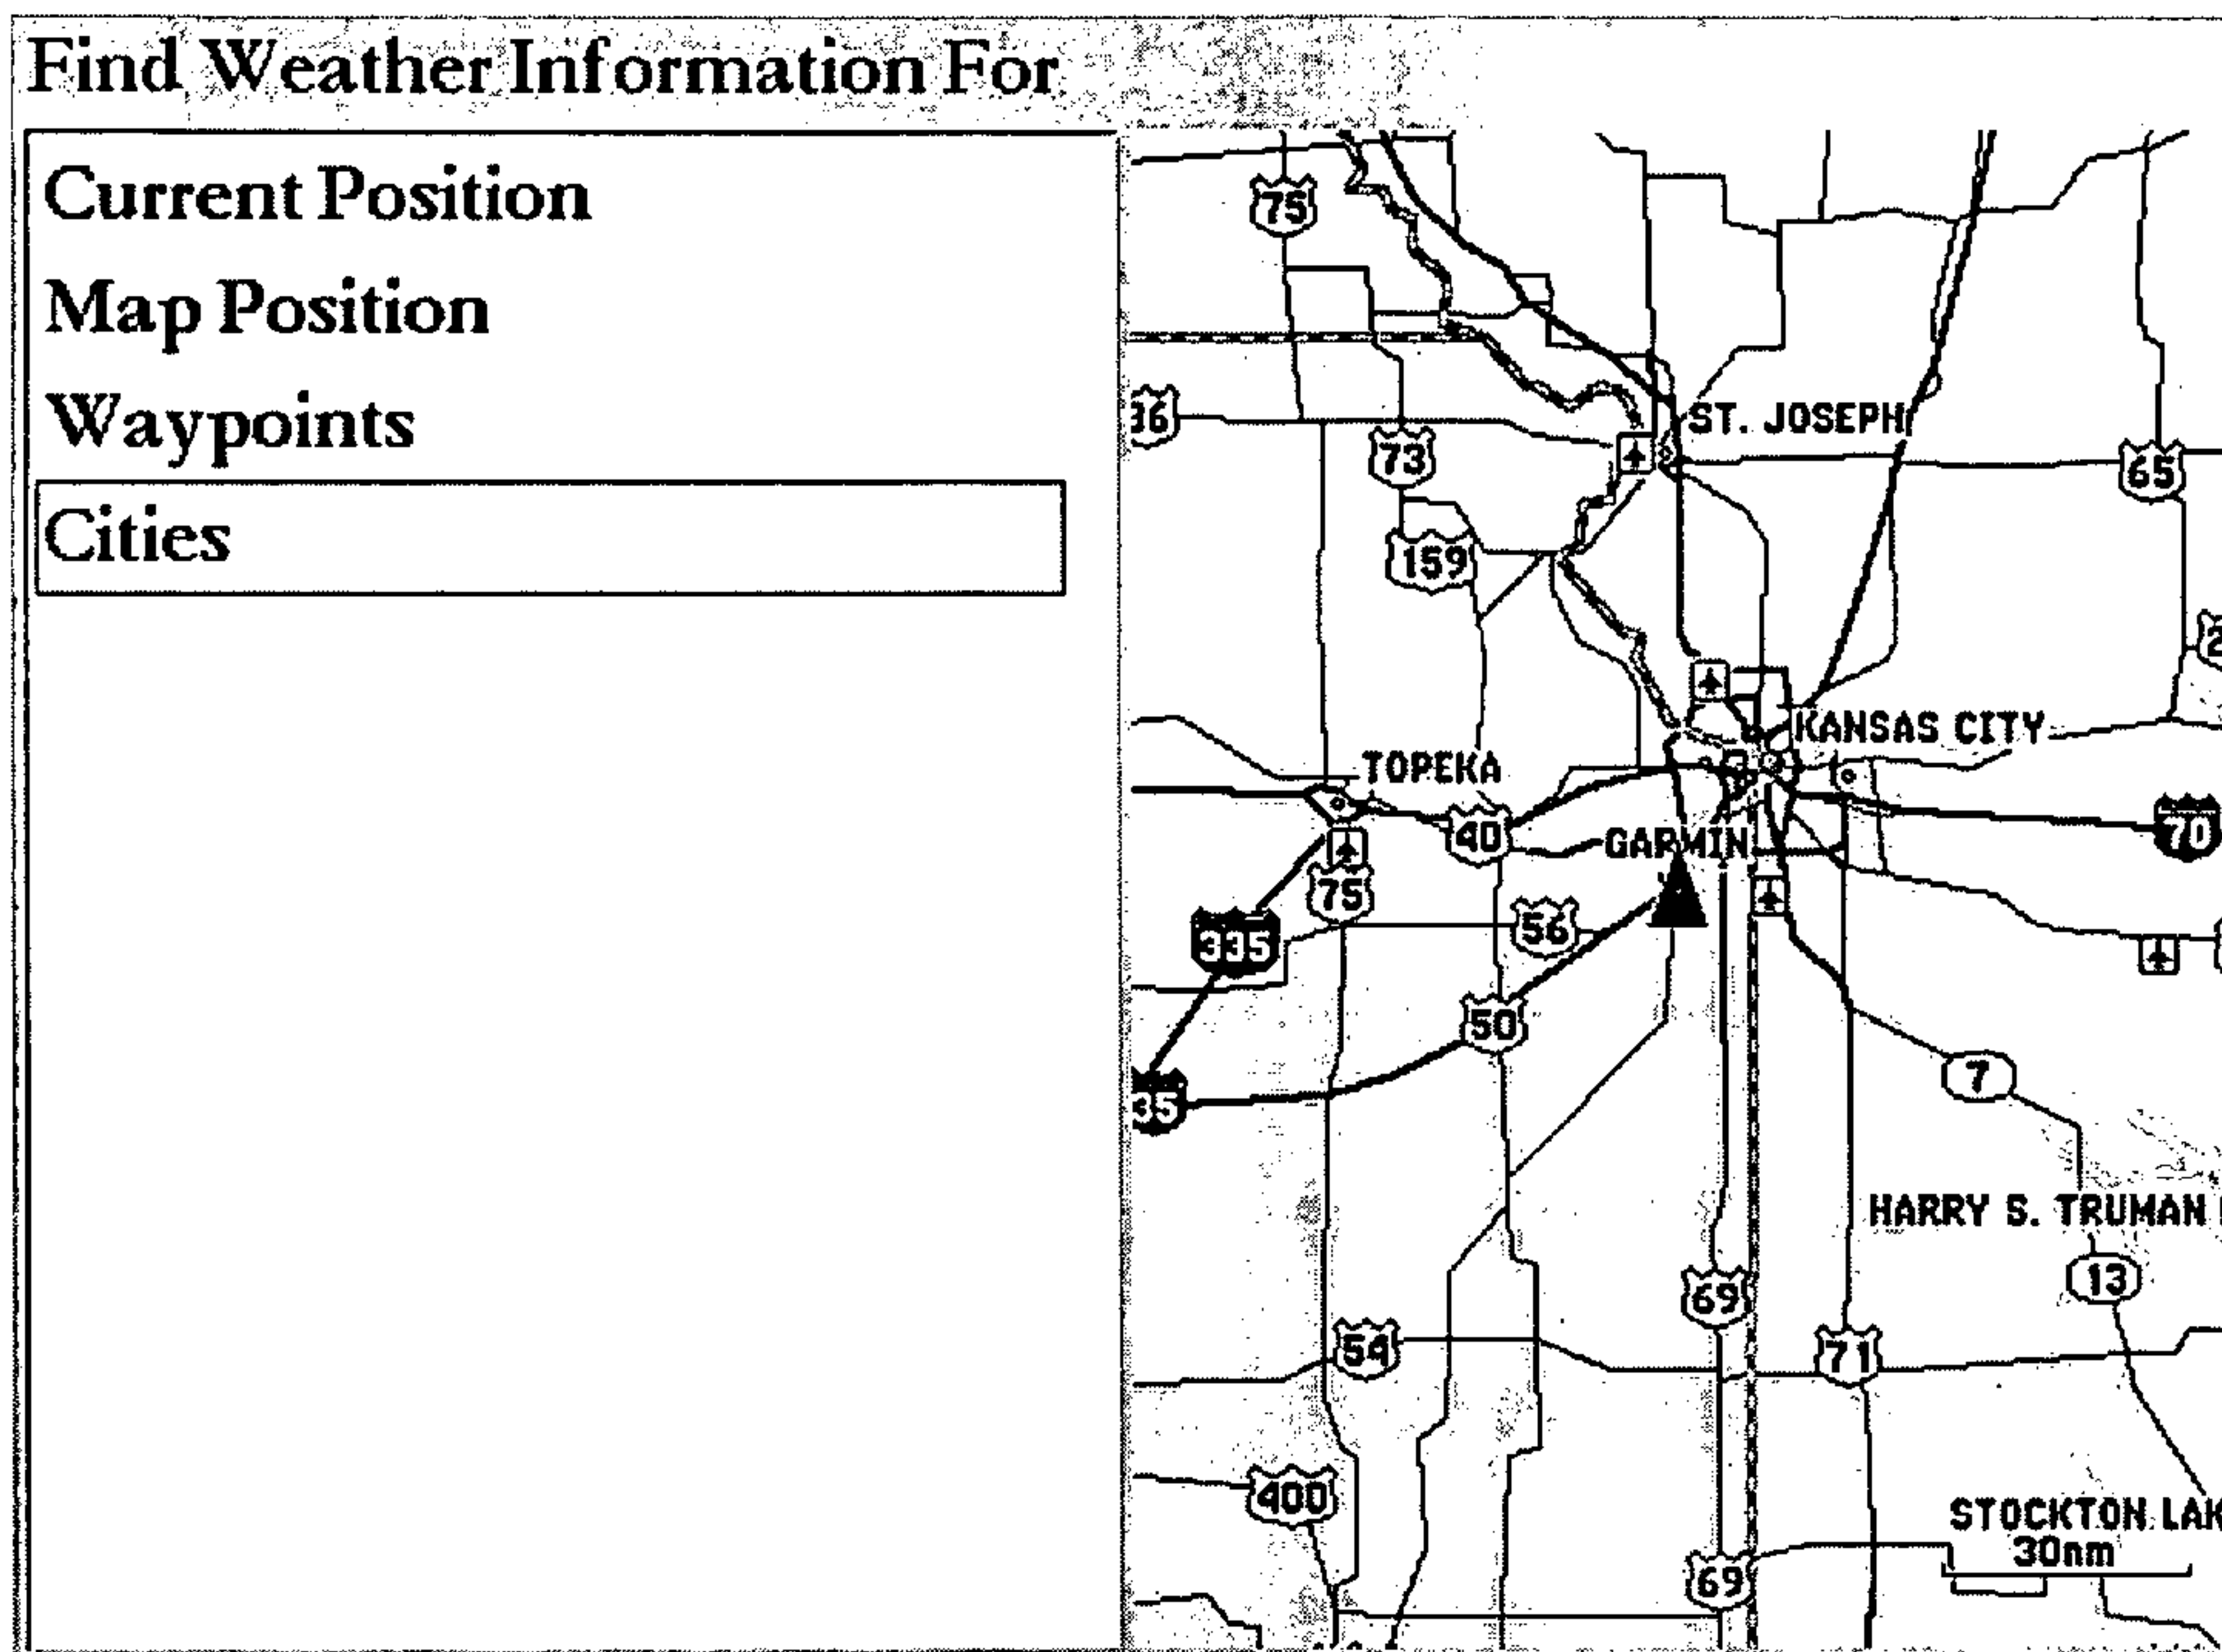 Find Weather Information For
Current Position
Map Position
Waypoints
Cities
75
36
ST. JOSEPH
73
65
159
KANSAS CITY
TOPEKA
40
GARMIN
70
75
335
56
50
7
35
HARRY S. TRUMAN
13
69
54
71
400
STOCKTON LAK
30nm
69